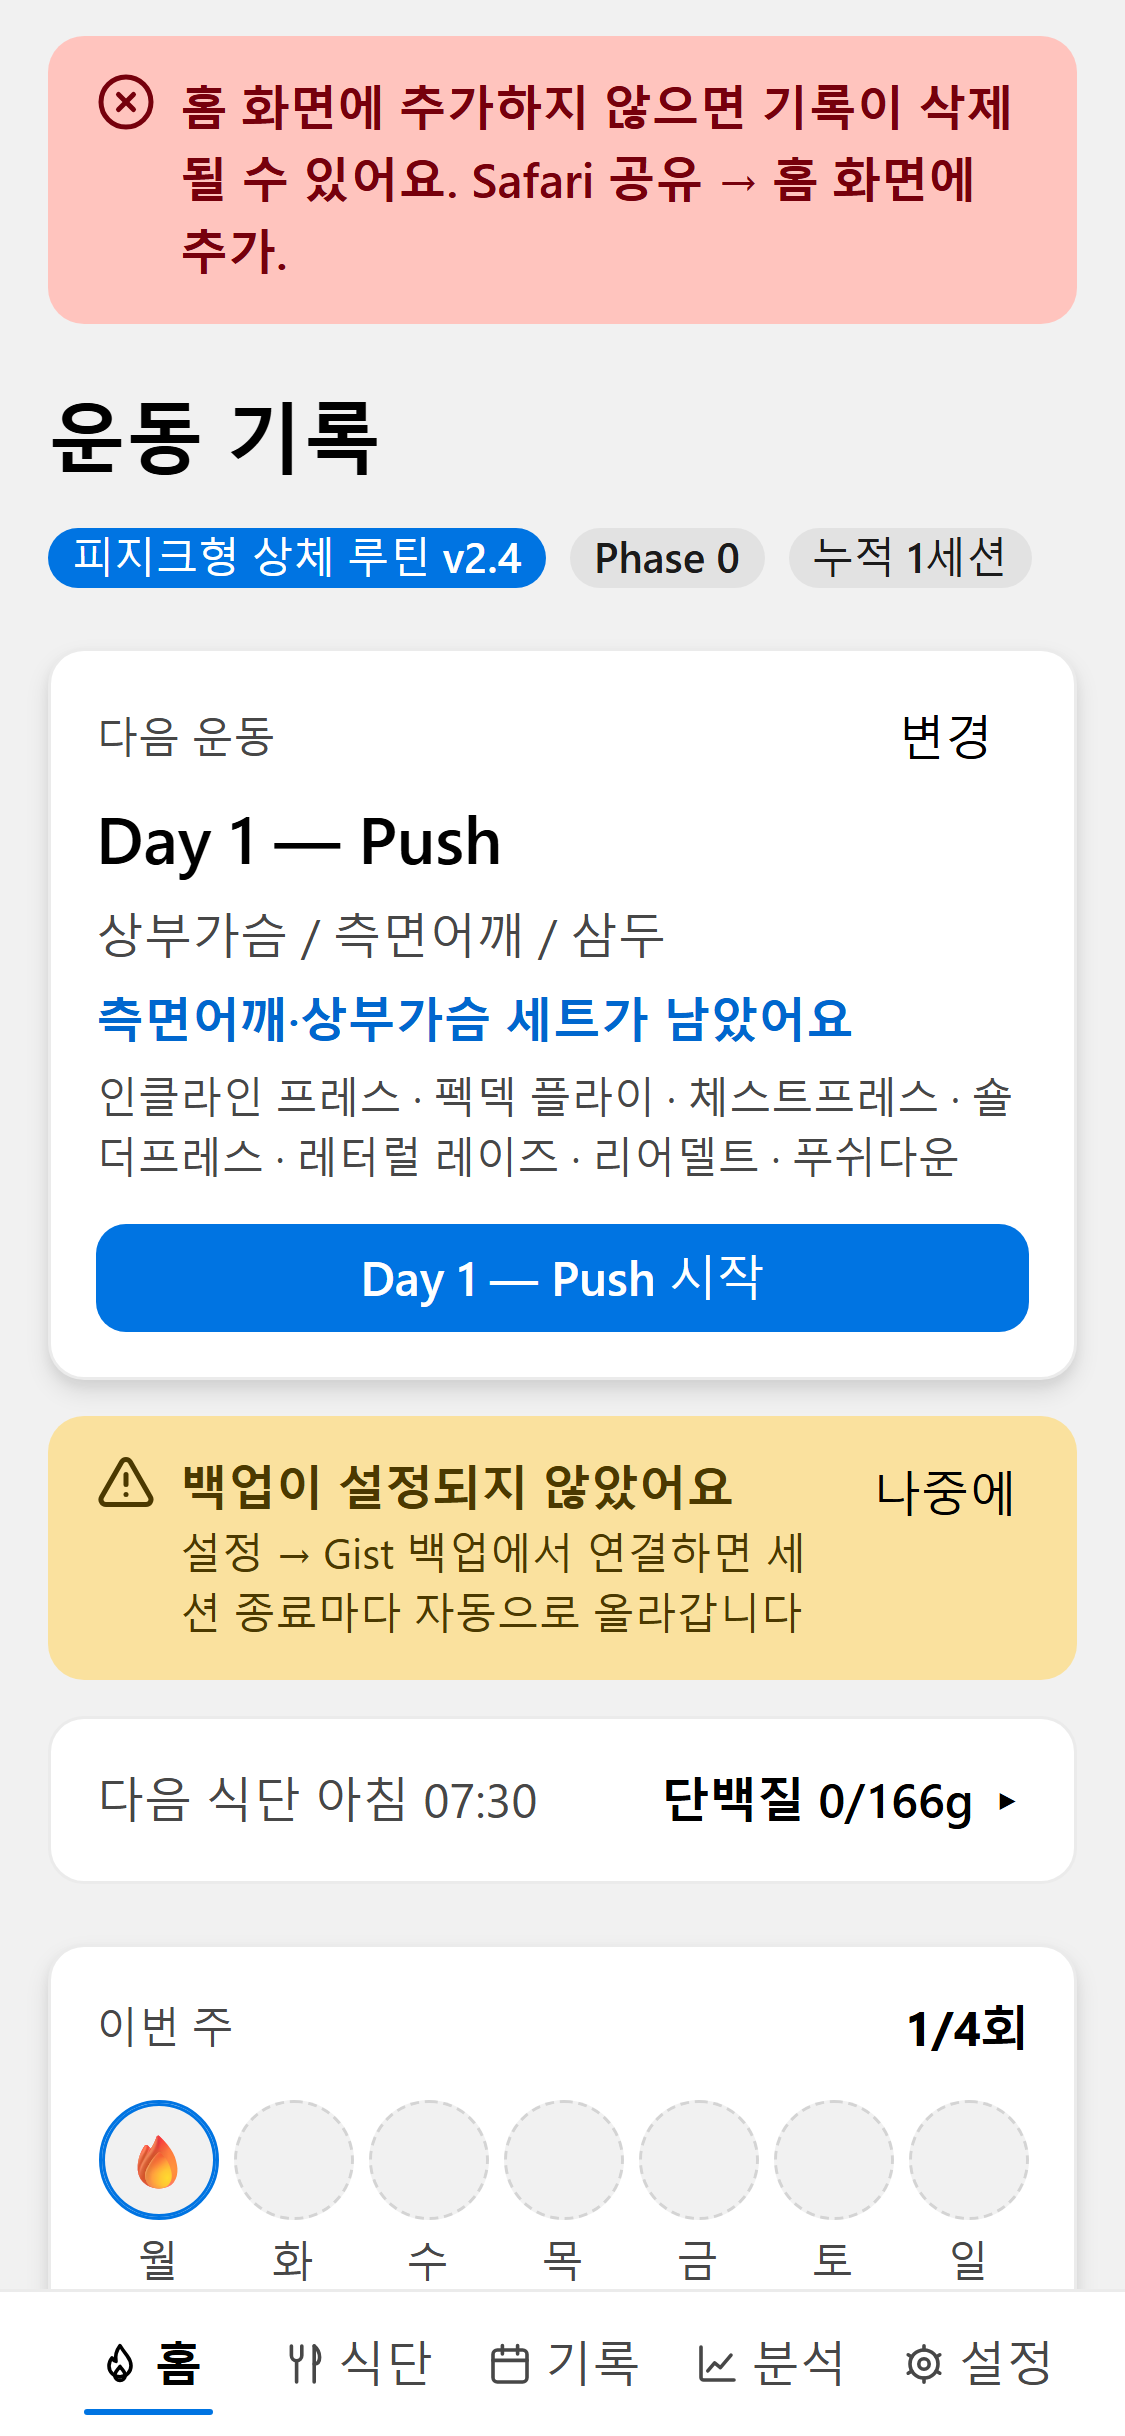 홈 화면에 추가하지 않으면 기록이 삭제
될 수 있어요. Safari 공유 → 홈 화면에
추가.
운동 기록
피지크형 상체 루틴 v2.4
Phase 0
누적 1세션
다음 운동
변경
Day 1 — Push
상부가슴 / 측면어깨 / 삼두
측면어깨·상부가슴 세트가 남았어요
인클라인 프레스 · 펙덱 플라이 · 체스트프레스 · 숄
더프레스 · 레터럴 레이즈 · 리어델트 · 푸쉬다운
Day 1 — Push 시작
백업이 설정되지 않았어요
나중에
설정 → Gist 백업에서 연결하면 세
션 종료마다 자동으로 올라갑니다
다음 식단 아침 07:30
단백질 0/166g ▸
이번 주
1/4회
월 화 수 목 금 토 일
홈 식단 기록 분석 설정